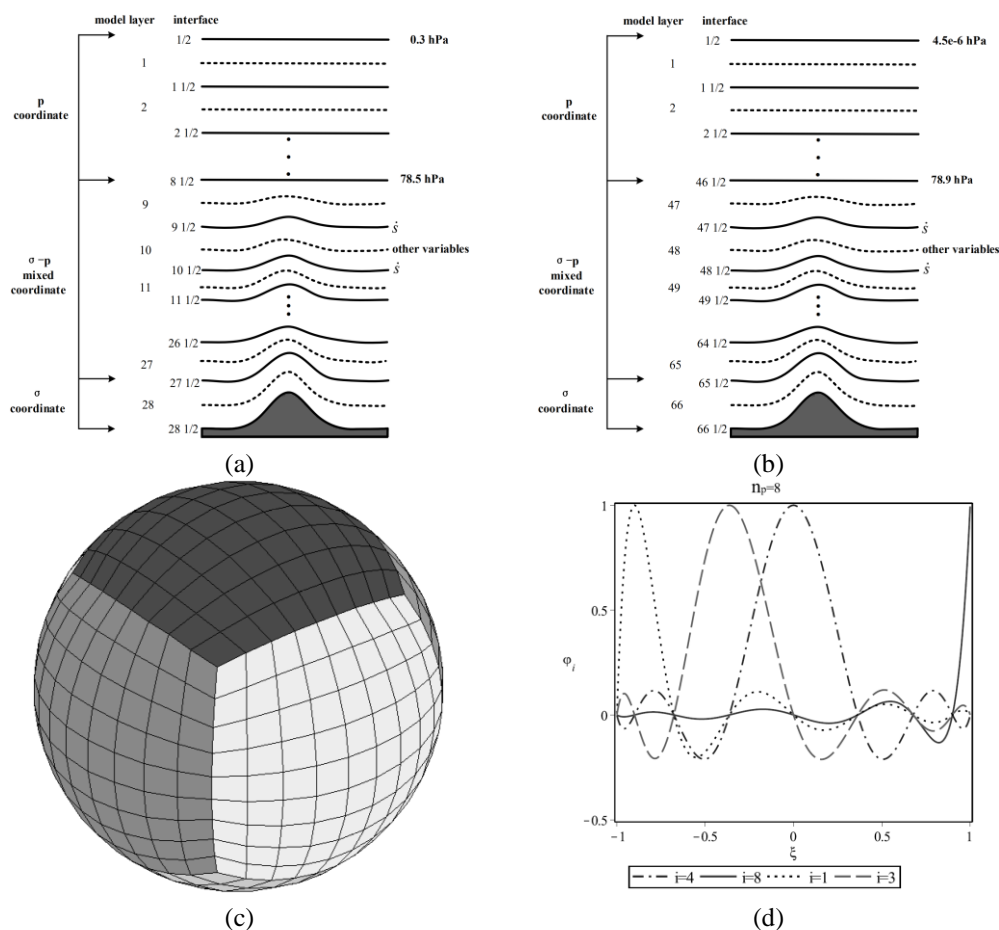 model layer interface
1/2 0.3 hPa
1
1 1/2
p
coordinate
2
2 1/2
8 1/2 78.5 hPa
9
9 1/2 ṡ
10 other variables
σ −p
mixed
coordinate
10 1/2 ṡ
11
11 1/2
26 1/2
27
27 1/2
σ
coordinate
28
28 1/2
(a)
model layer interface
1/2 4.5e-6 hPa
1
1 1/2
p
coordinate
2
2 1/2
46 1/2 78.9 hPa
47
47 1/2 ṡ
48 other variables
σ −p
mixed
coordinate
48 1/2 ṡ
49
49 1/2
64 1/2
65
65 1/2
σ
coordinate
66
66 1/2
(b)
(c)
np=8
1
0.5
φi
0
−0.5
−1 −0.5 0 0.5 1
ξ
i=4 i=8 i=1 i=3
(d)